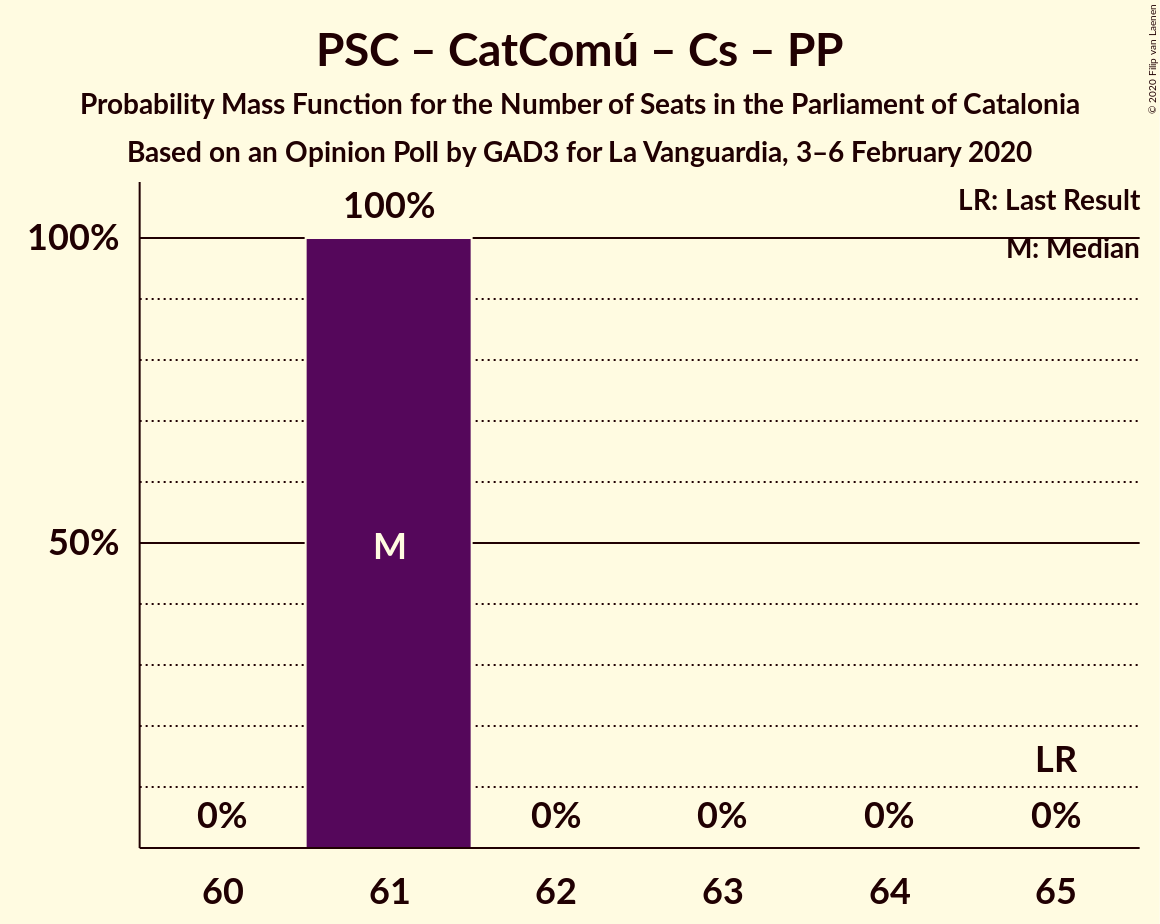 PSC – CatComú – Cs – PP
Probability Mass Function for the Number of Seats in the Parliament of Catalonia
Based on an Opinion Poll by GAD3 for La Vanguardia, 3–6 February 2020
© 2020 Filip van Laenen
LR: Last Result
M: Median
100%
100%
50%
M
LR
0%
0%
0%
0%
0%
60
61
62
63
64
65